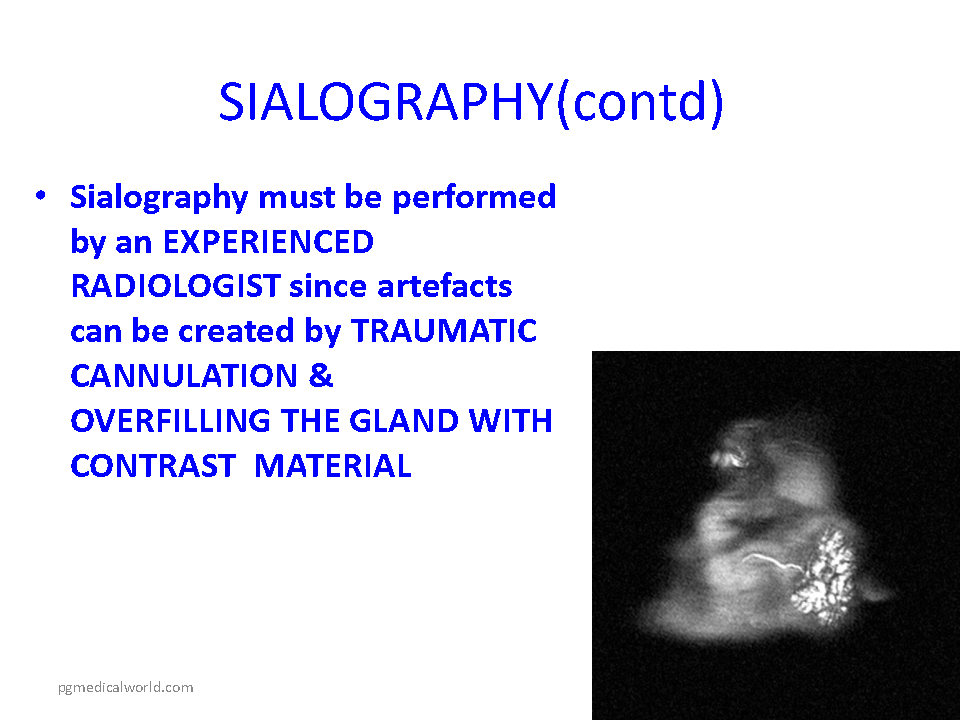 SIALOGRAPHY(contd)
• Sialography must be performed
by an EXPERIENCED
RADIOLOGIST since artefacts
can be created by TRAUMATIC
CANNULATION &
OVERFILLING THE GLAND WITH
CONTRAST  MATERIAL
pgmedicalworld.com